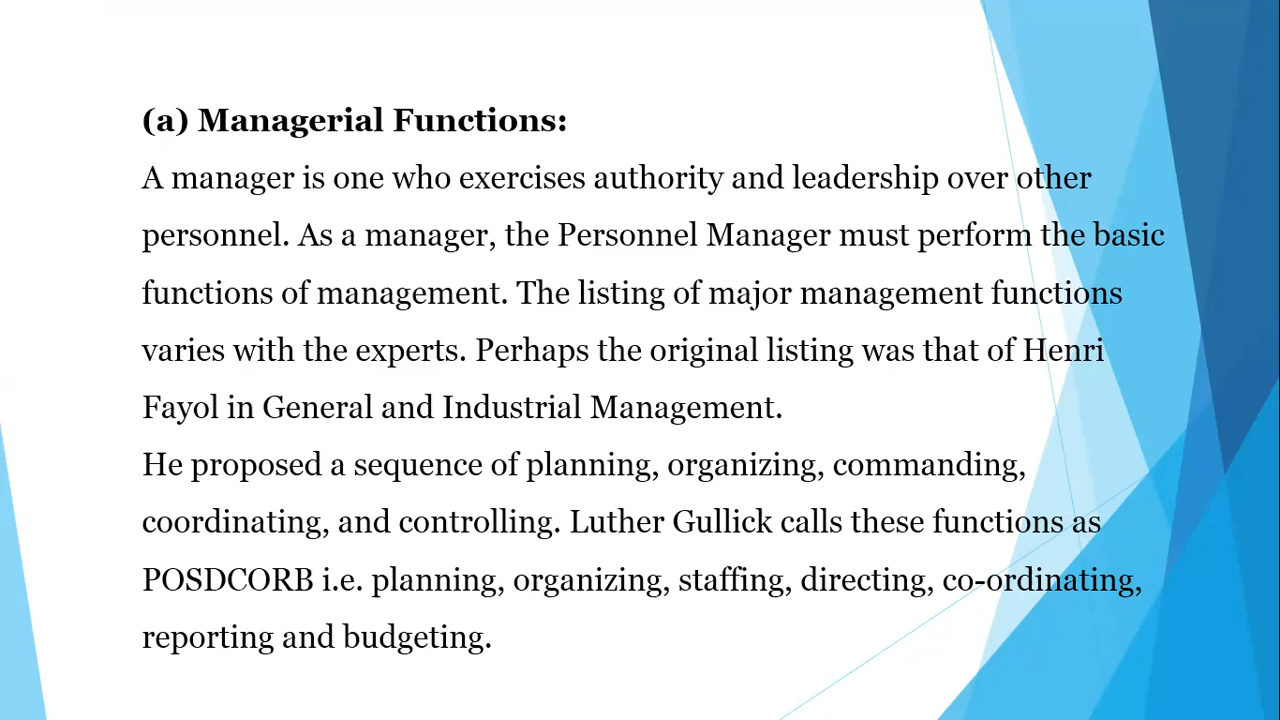 (a) Managerial Functions:
A manager is one who exercises authority and leadership over other
personnel. As a manager, the Personnel Manager must perform the basic
functions of management. The listing of major management functions
varies with the experts. Perhaps the original listing was that of Henri
Fayol in General and Industrial Management.
He proposed a sequence of planning, organizing, commanding,
coordinating, and controlling. Luther Gullick calls these functions as
POSDCORB i.e. planning, organizing, staffing, directing, co-ordinating,
reporting and budgeting.